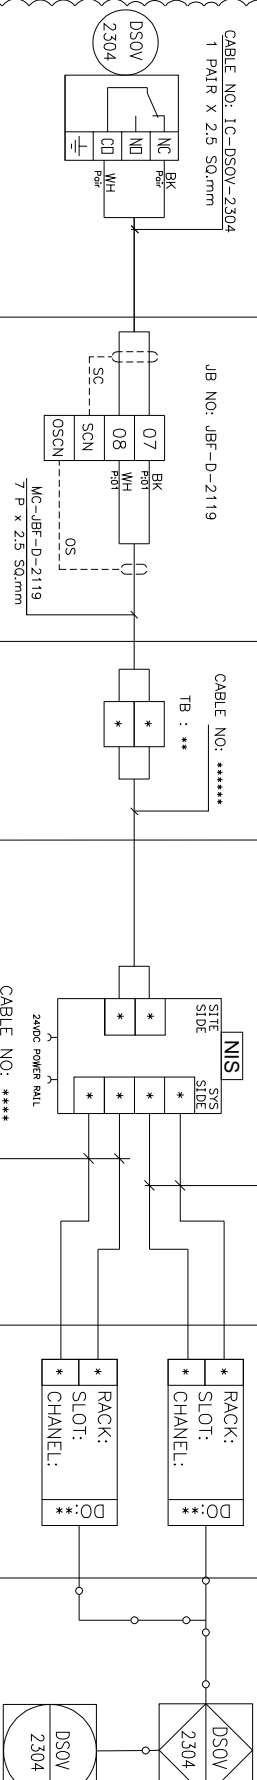 DSOV
2304
CABLE NO: IC-DSOV-2304
1 PAIR X 2.5 SQ.mm
NC
NO
CO
BK
Pair
WH
Pair
JB NO: JBF-D-2119
SC
07
08
SCN
OSCN
BK
P:01
WH
P:01
OS
MC-JBF-D-2119
7 P x 2.5 SQ.mm
CABLE NO: ******
TB : **
*
*
NIS
SITE
SIDE
SYS
SIDE
*
*
*
*
*
*
24VDC POWER RAIL
CABLE NO: ****
*
*
RACK:
SLOT:
CHANEL:
DO:**
*
*
RACK:
SLOT:
CHANEL:
DO:**
DSOV
2304
DSOV
2304